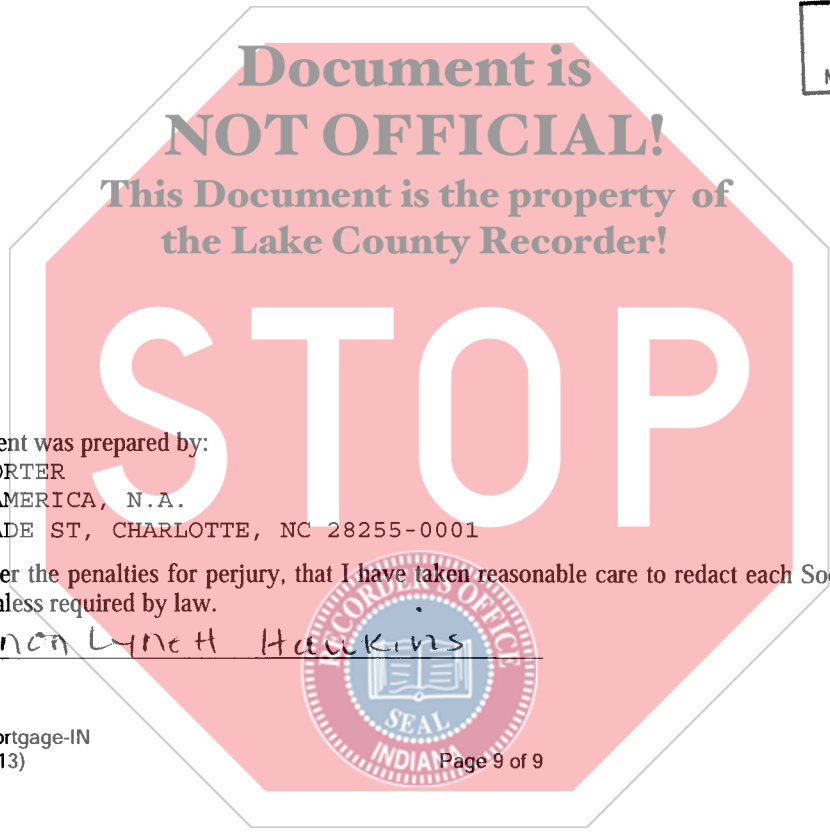 Document is
NOT OFFICIAL!
This Document is the property of
the Lake County Recorder!
STOP
ent was prepared by:
ORTER
AMERICA, N.A.
ADE ST, CHARLOTTE, NC 28255-0001
er the penalties for perjury, that I have taken reasonable care to redact each Soc
nless required by law.
Lynett Hawkins
RECORDER'S OFFICE
SEAL
INDIANA
ortgage-IN
13)
Page 9 of 9